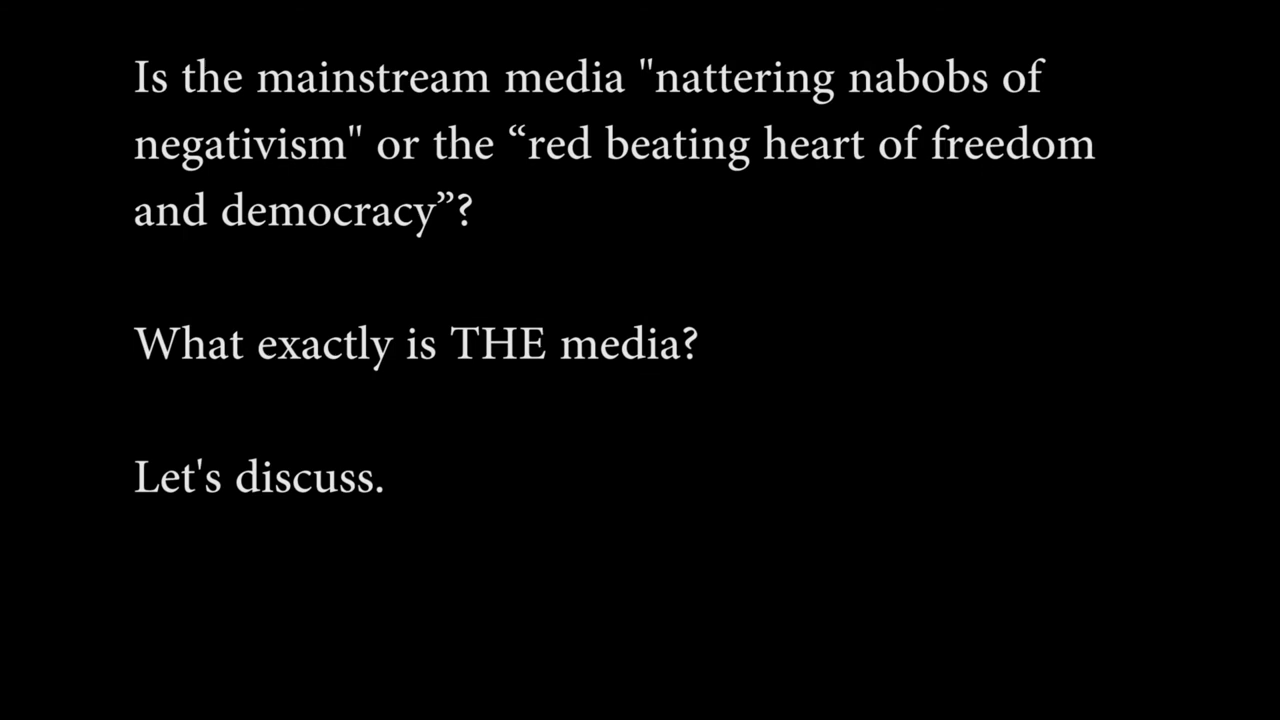 Is the mainstream media "nattering nabobs of
negativism" or the “red beating heart of freedom
and democracy”?
What exactly is THE media?
Let's discuss.